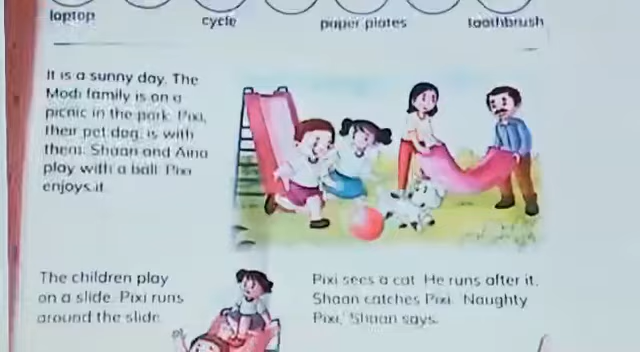 laptop
cycle
paper plates
toothbrush
It is a sunny day. The
Modi family is on a
picnic in the park. Pixi,
their pet dog, is with
them. Shaan and Aina
play with a ball. Pixi
enjoys it.
The children play
on a slide. Pixi runs
around the slide.
Pixi sees a cat. He runs after it.
Shaan catches Pixi. 'Naughty
Pixi,' Shaan says.